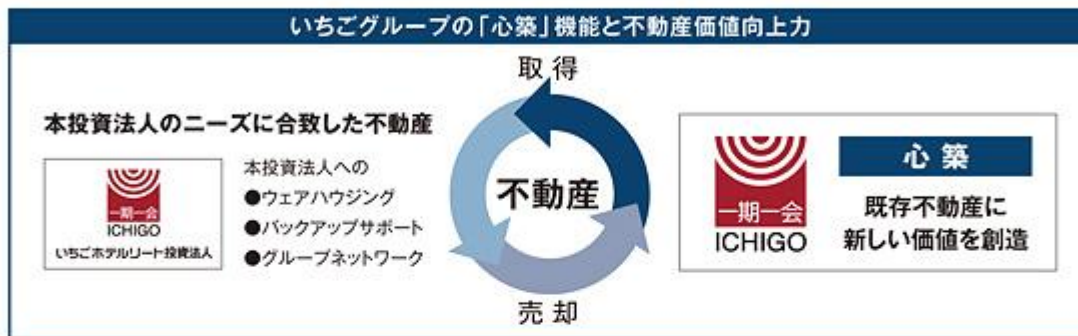 いちごグループの「心築」機能と不動産価値向上力
取得
本投資法人のニーズに合致した不動産
一期一会
ICHIGO
いちごホテルリート投資法人
本投資法人への
●ウェアハウジング
●バックアップサポート
●グループネットワーク
不動産
売却
一期一会
ICHIGO
心築
既存不動産に
新しい価値を創造